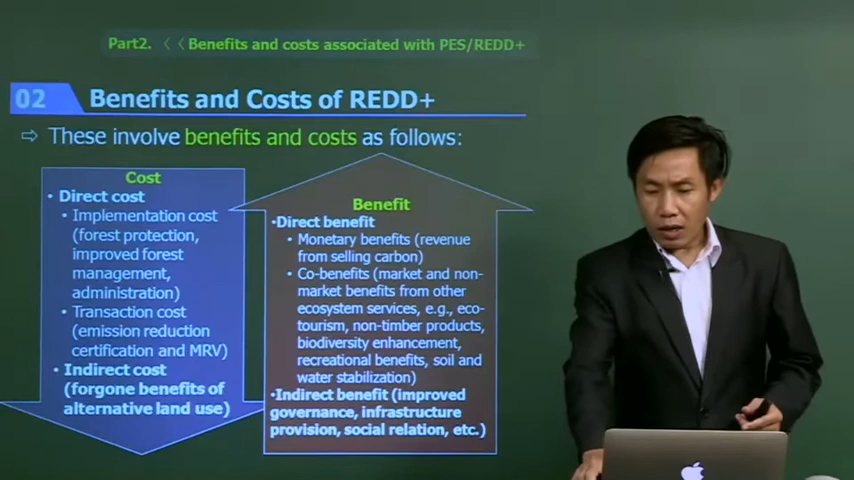 Part2. 〈〈 Benefits and costs associated with PES/REDD+
02 Benefits and Costs of REDD+
⇨ These involve benefits and costs as follows:
Cost
• Direct cost
• Implementation cost
(forest protection,
improved forest
management,
administration)
• Transaction cost
(emission reduction
certification and MRV)
• Indirect cost
(forgone benefits of
alternative land use)
Benefit
•Direct benefit
• Monetary benefits (revenue
from selling carbon)
• Co-benefits (market and non-
market benefits from other
ecosystem services, e.g., eco-
tourism, non-timber products,
biodiversity enhancement,
recreational benefits, soil and
water stabilization)
•Indirect benefit (improved
governance, infrastructure
provision, social relation, etc.)